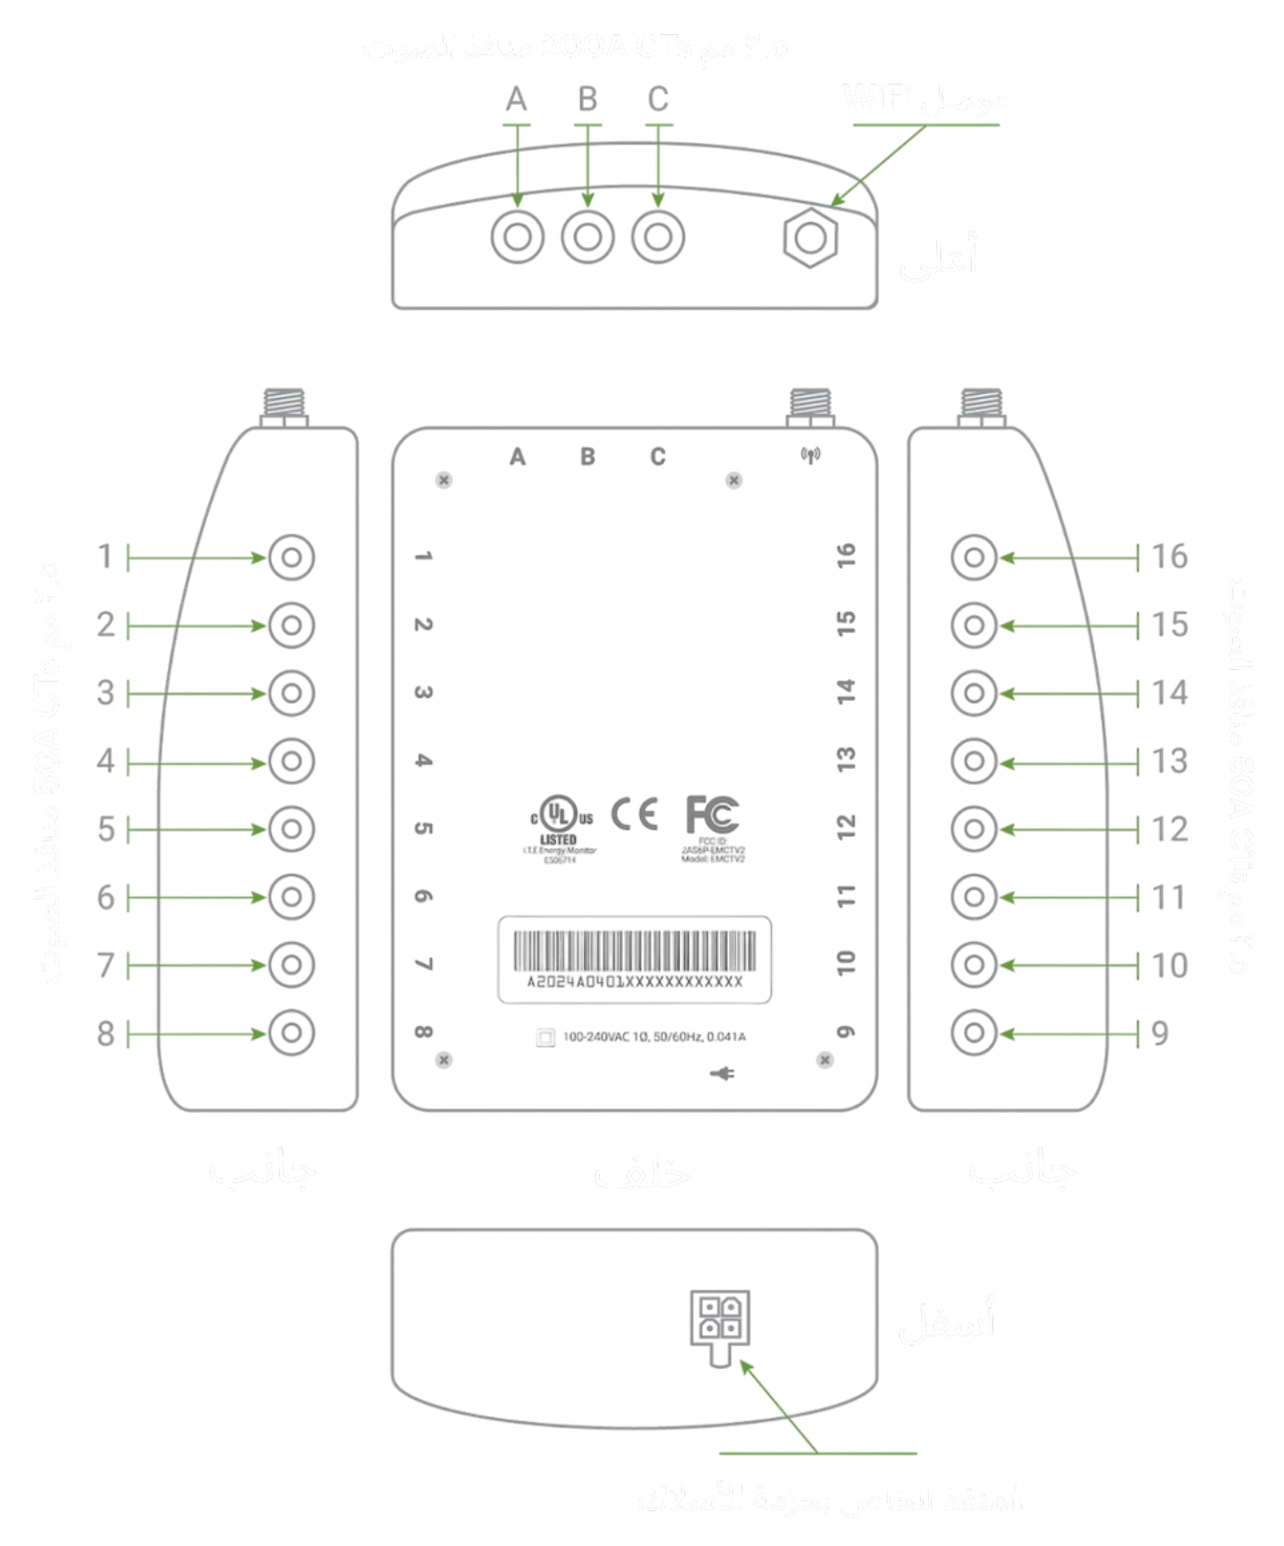 منافذ الصوت 200A CTs ٣.٥ مم
A B C
موصل WiFi
أعلى
A B C
1 1 16 16
2 2 15 15
3 3 14 14
4 4 13 13
5 5 12 12
6 6 11 11
7 7 10 10
8 8 9 9
منافذ الصوت 50A CTs ٣.٥ مم
منافذ الصوت 50A CTs ٣.٥ مم
C UL US
LISTED
I.T.E Energy Monitor
E506714
CE
FC
FCC ID:
2AS6P-EMCTV2
Model: EMCTV2
A2024A0401XXXXXXXXXXXX
100-240VAC 1Ø, 50/60Hz, 0.041A
جانب
خلف
جانب
أسفل
المنفذ الخاص بحزمة الأسلاك